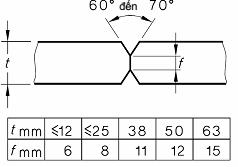 60° đến 70°
t
f
t mm ≤12 ≤25 38 50 63
f mm 6 8 11 12 15